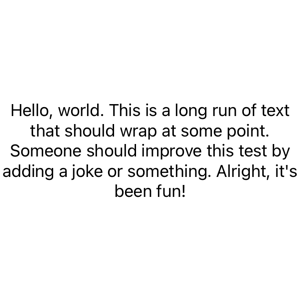 Hello, world. This is a long run of text
that should wrap at some point.
Someone should improve this test by
adding a joke or something. Alright, it's
been fun!